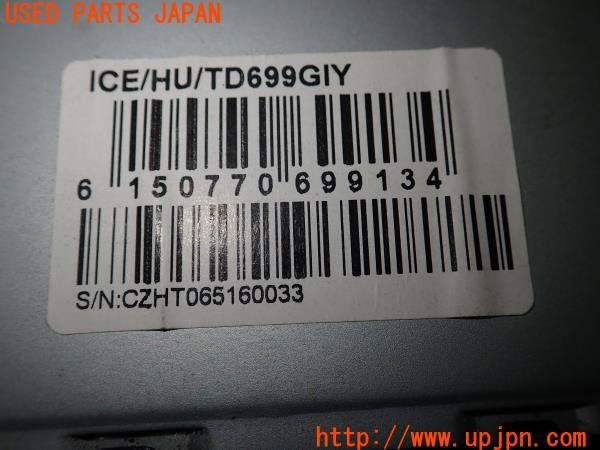 USED PARTS JAPAN
ICE/HU/TD699GIY
6 150770 699134
S/N:CZHT065160033
http://www.upjpn.com/